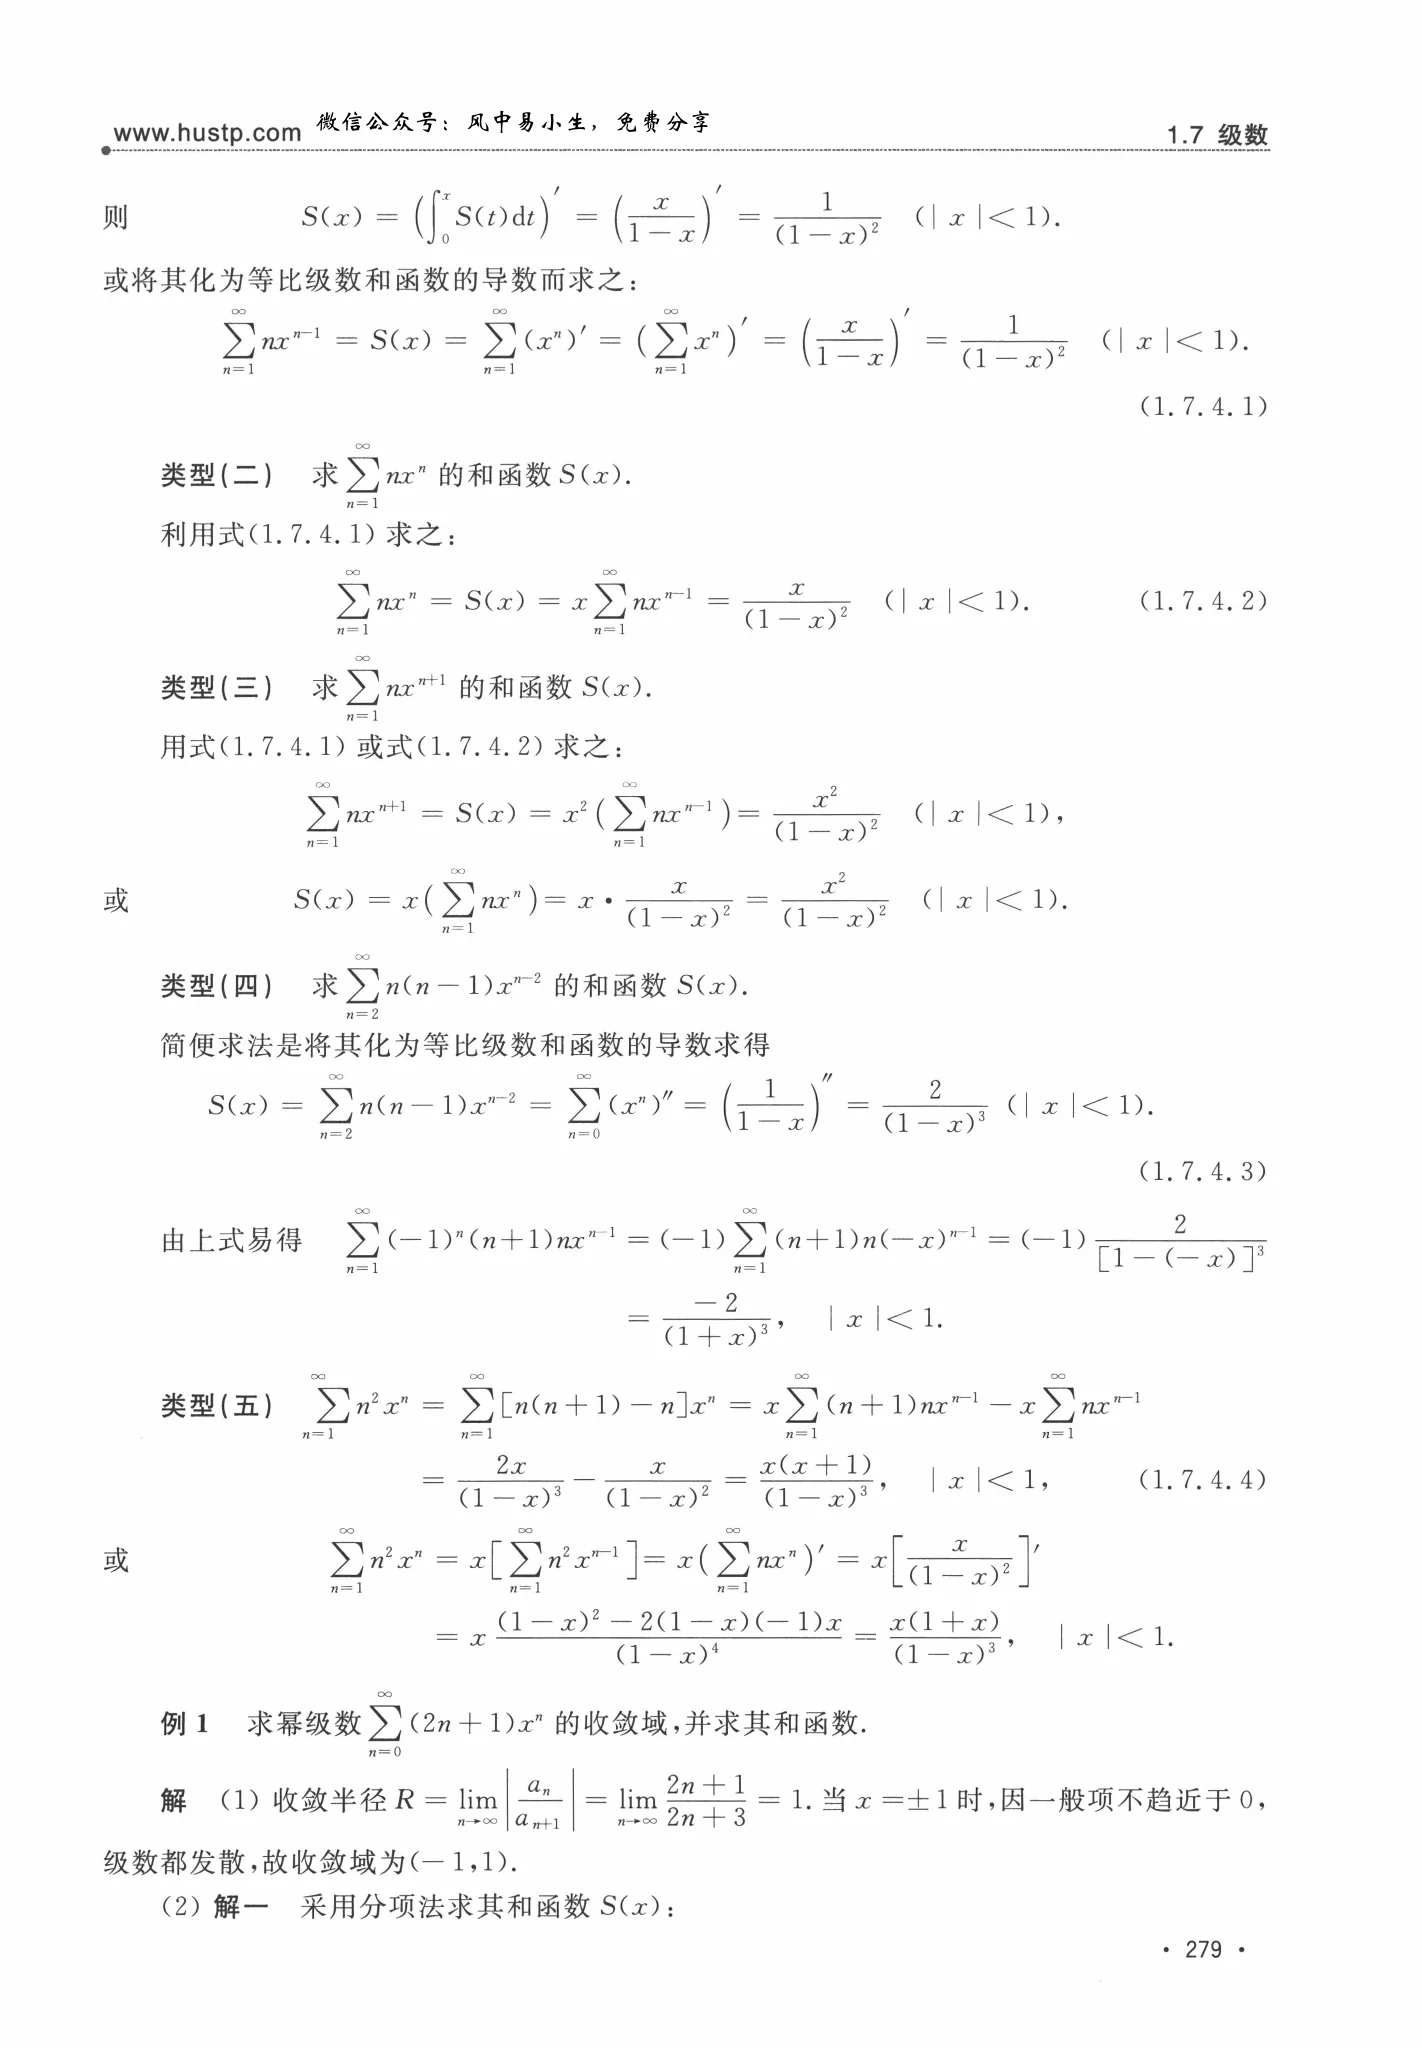 www.hustp.com 微信公众号：风中易小生，免费分享 1.7 级数
则 $S(x)=\left(\int_0^x S(t)\mathrm{d}t\right)'=\left(\frac{x}{1-x}\right)'=\frac{1}{(1-x)^2}\quad(|x|<1).$
或将其化为等比级数和函数的导数而求之：
$\sum_{n=1}^{\infty}nx^{n-1}=S(x)=\sum_{n=1}^{\infty}(x^n)'=\left(\sum_{n=1}^{\infty}x^n\right)'=\left(\frac{x}{1-x}\right)'=\frac{1}{(1-x)^2}\quad(|x|<1).$
(1.7.4.1)
类型(二) 求 $\sum_{n=1}^{\infty}nx^n$ 的和函数 $S(x)$.
利用式(1.7.4.1)求之：
$\sum_{n=1}^{\infty}nx^n=S(x)=x\sum_{n=1}^{\infty}nx^{n-1}=\frac{x}{(1-x)^2}\quad(|x|<1).$ (1.7.4.2)
类型(三) 求 $\sum_{n=1}^{\infty}nx^{n+1}$ 的和函数 $S(x)$.
用式(1.7.4.1)或式(1.7.4.2)求之：
$\sum_{n=1}^{\infty}nx^{n+1}=S(x)=x^2\left(\sum_{n=1}^{\infty}nx^{n-1}\right)=\frac{x^2}{(1-x)^2}\quad(|x|<1),$
或 $S(x)=x\left(\sum_{n=1}^{\infty}nx^n\right)=x\cdot\frac{x}{(1-x)^2}=\frac{x^2}{(1-x)^2}\quad(|x|<1).$
类型(四) 求 $\sum_{n=2}^{\infty}n(n-1)x^{n-2}$ 的和函数 $S(x)$.
简便求法是将其化为等比级数和函数的导数求得
$S(x)=\sum_{n=2}^{\infty}n(n-1)x^{n-2}=\sum_{n=0}^{\infty}(x^n)''=\left(\frac{1}{1-x}\right)''=\frac{2}{(1-x)^3}\quad(|x|<1).$
(1.7.4.3)
由上式易得 $\sum_{n=1}^{\infty}(-1)^n(n+1)nx^{n-1}=(-1)\sum_{n=1}^{\infty}(n+1)n(-x)^{n-1}=(-1)\frac{2}{[1-(-x)]^3}$
$=\frac{-2}{(1+x)^3},\quad|x|<1.$
类型(五) $\sum_{n=1}^{\infty}n^2x^n=\sum_{n=1}^{\infty}[n(n+1)-n]x^n=x\sum_{n=1}^{\infty}(n+1)nx^{n-1}-x\sum_{n=1}^{\infty}nx^{n-1}$
$=\frac{2x}{(1-x)^3}-\frac{x}{(1-x)^2}=\frac{x(x+1)}{(1-x)^3},\quad|x|<1,$ (1.7.4.4)
或 $\sum_{n=1}^{\infty}n^2x^n=x\left[\sum_{n=1}^{\infty}n^2x^{n-1}\right]=x\left(\sum_{n=1}^{\infty}nx^n\right)'=x\left[\frac{x}{(1-x)^2}\right]'$
$=x\frac{(1-x)^2-2(1-x)(-1)x}{(1-x)^4}=\frac{x(1+x)}{(1-x)^3},\quad|x|<1.$
例 1 求幂级数 $\sum_{n=0}^{\infty}(2n+1)x^n$ 的收敛域，并求其和函数.
解 (1) 收敛半径 $R=\lim_{n\to\infty}\left|\frac{a_n}{a_{n+1}}\right|=\lim_{n\to\infty}\frac{2n+1}{2n+3}=1$. 当 $x=\pm1$ 时，因一般项不趋近于 0，
级数都发散，故收敛域为(−1,1).
(2) 解一 采用分项法求其和函数 $S(x)$：
· 279 ·